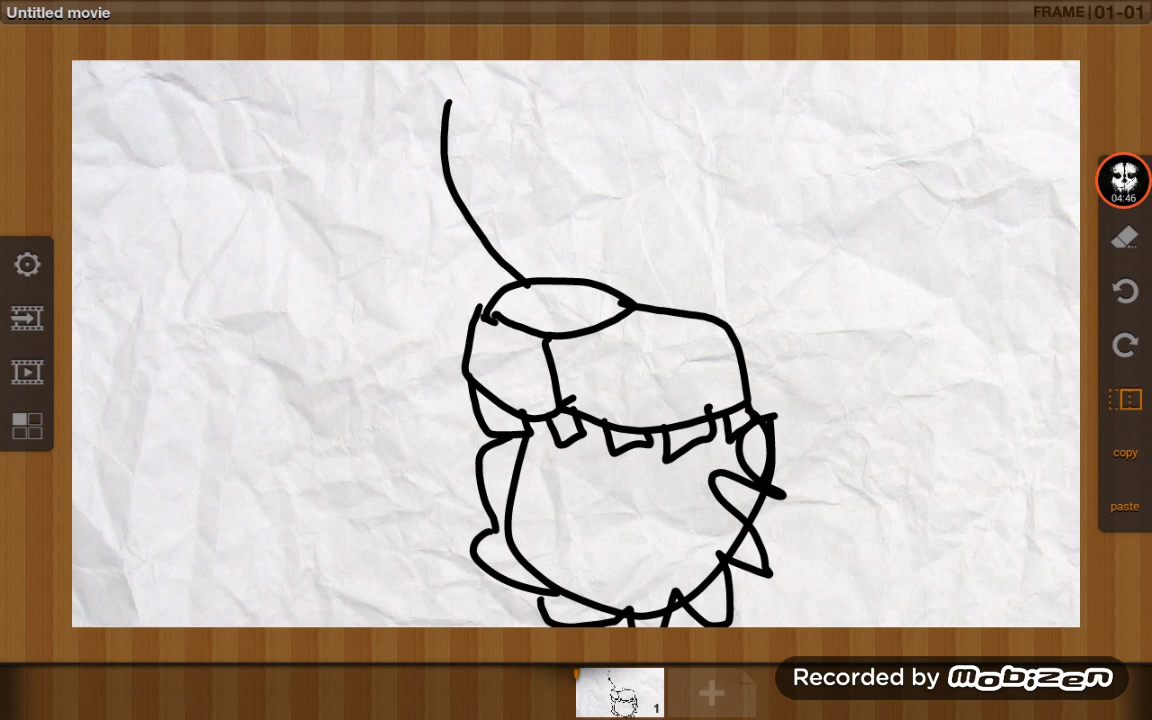 Untitled movie
FRAME|01-01
04:46
copy
paste
1
Recorded by mobizen